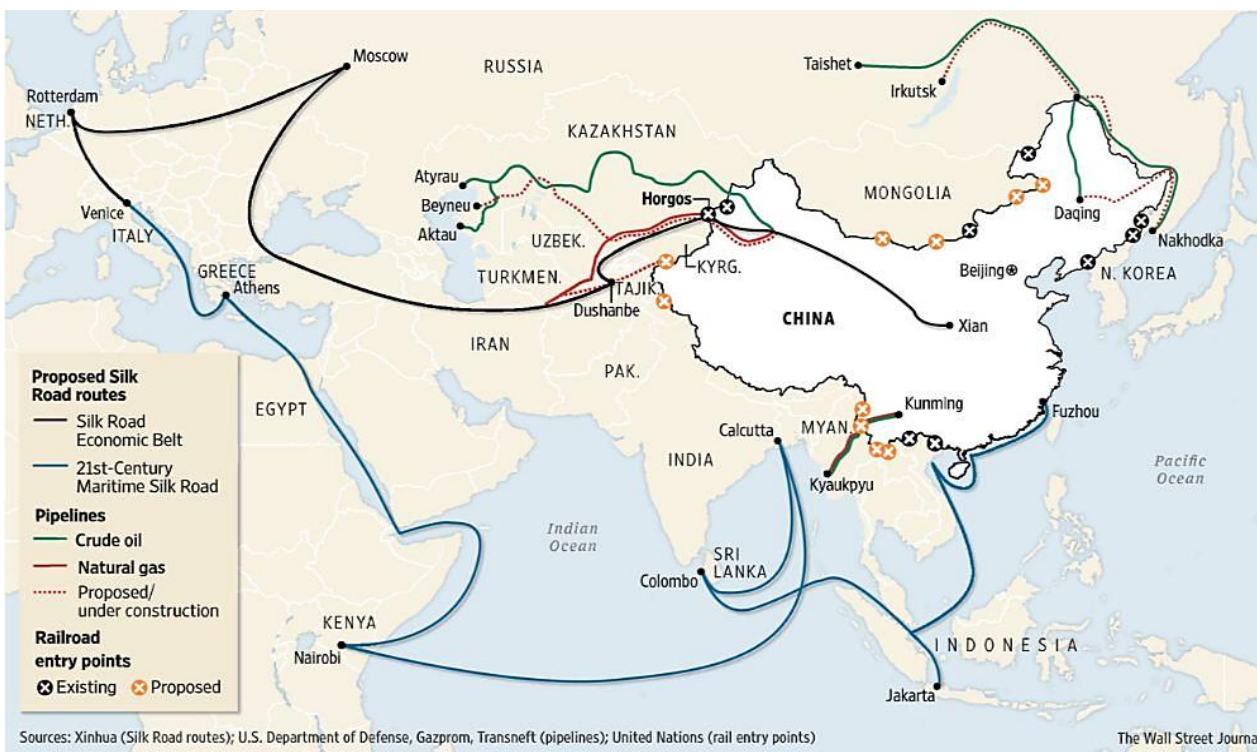 Moscow
RUSSIA
Taishet
Irkutsk
Rotterdam
NETH.
KAZAKHSTAN
Atyrau
Beyneu
Aktau
Horgos
MONGOLIA
Daqing
Nakhodka
Venice
ITALY
UZBEK.
KYRG.
TURKMEN.
TAJIK.
Dushanbe
Beijing
N. KOREA
GREECE
Athens
CHINA
Xian
IRAN
PAK.
EGYPT
Kunming
Fuzhou
Calcutta
MYAN.
INDIA
Kyaukpyu
Pacific
Ocean
Indian
Ocean
SRI
LANKA
Colombo
KENYA
Nairobi
INDONESIA
Jakarta
Proposed Silk
Road routes
Silk Road
Economic Belt
21st-Century
Maritime Silk Road
Pipelines
Crude oil
Natural gas
Proposed/
under construction
Railroad
entry points
Existing
Proposed
Sources: Xinhua (Silk Road routes); U.S. Department of Defense, Gazprom, Transneft (pipelines); United Nations (rail entry points)
The Wall Street Journa